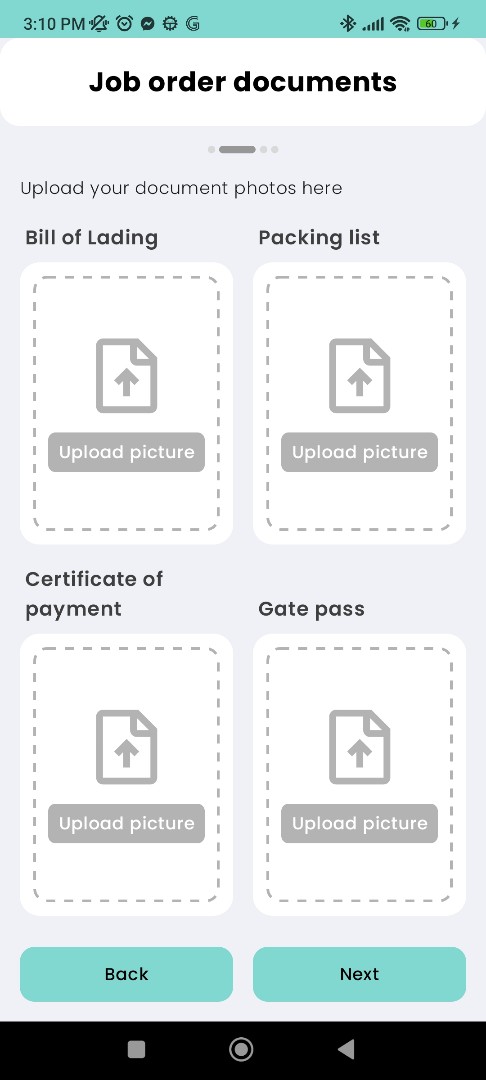 3:10 PM
60
Job order documents
Upload your document photos here
Bill of Lading
Packing list
Upload picture
Upload picture
Certificate of
payment
Gate pass
Upload picture
Upload picture
Back
Next